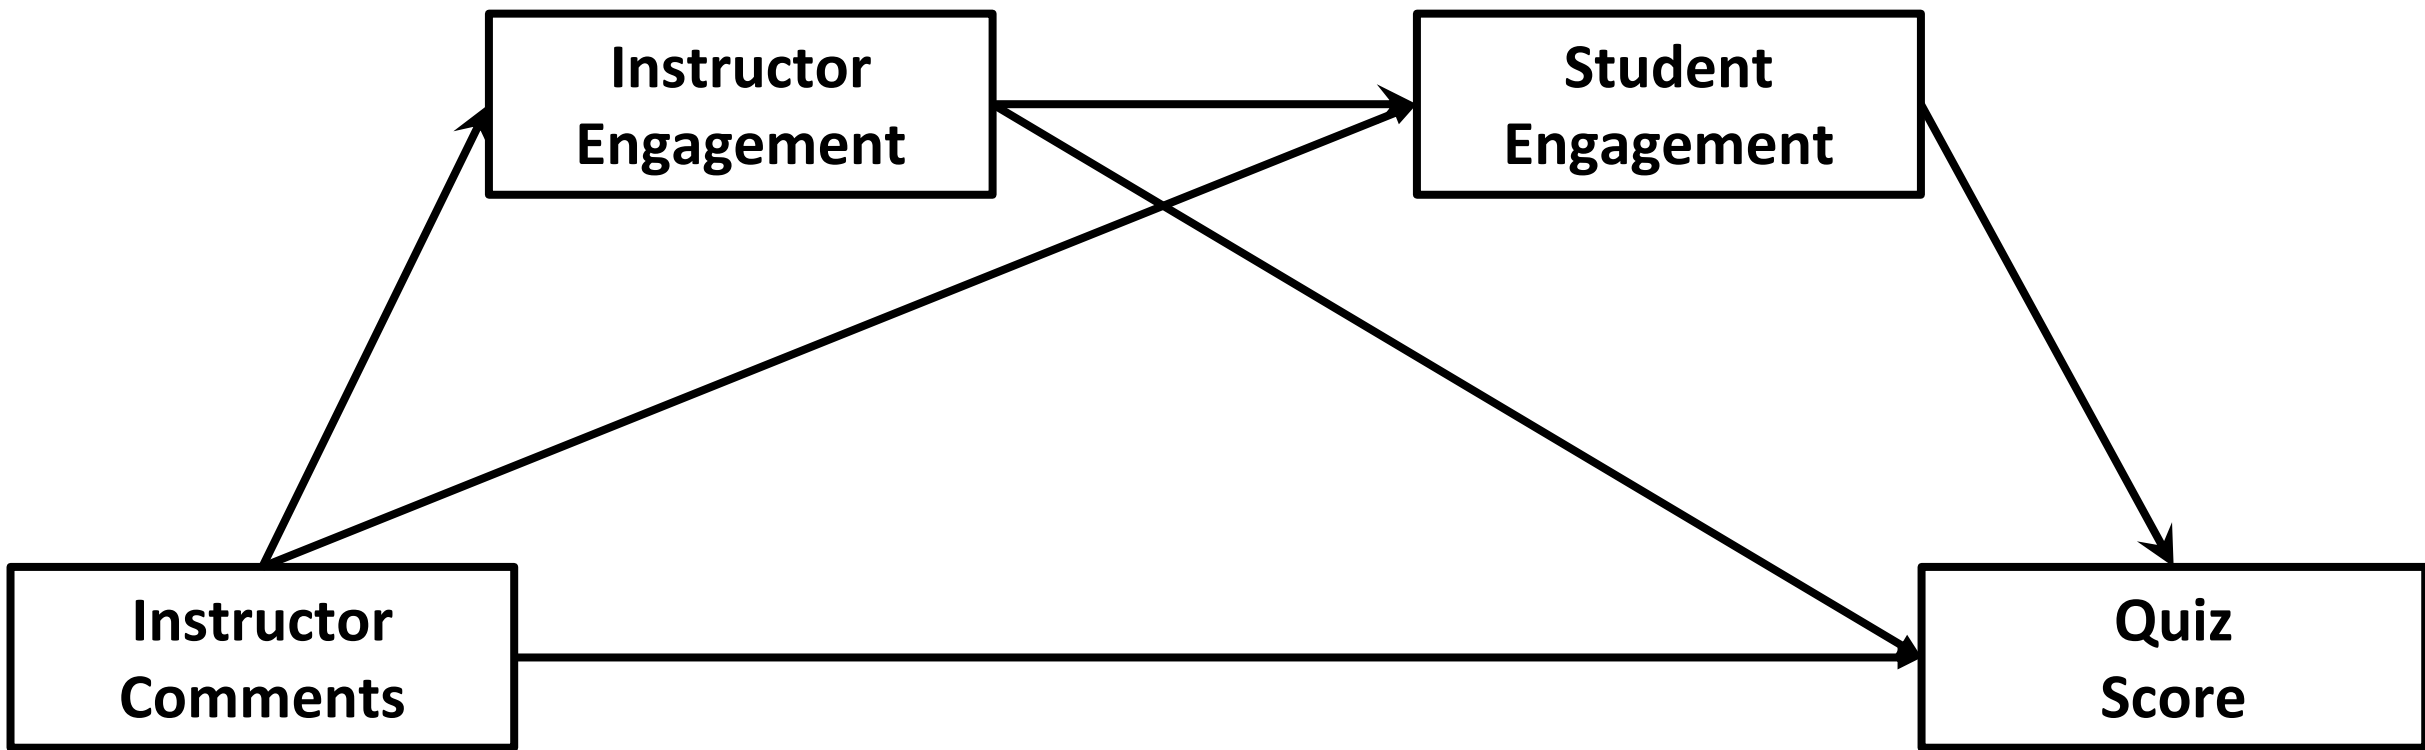 Instructor
Engagement
Student
Engagement
Instructor
Comments
Quiz
Score